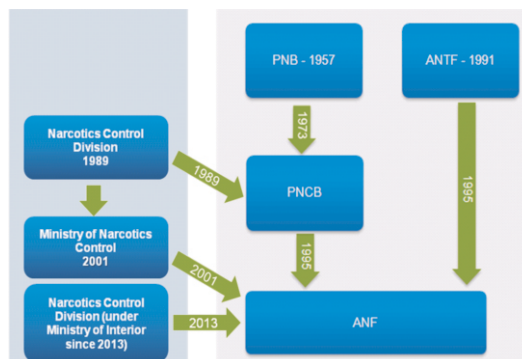 PNB - 1957
ANTF - 1991
1973
Narcotics Control
Division
1989
1989
PNCB
1995
Ministry of Narcotics
Control
2001
2001
1995
Narcotics Control
Division (under
Ministry of Interior
since 2013)
2013
ANF